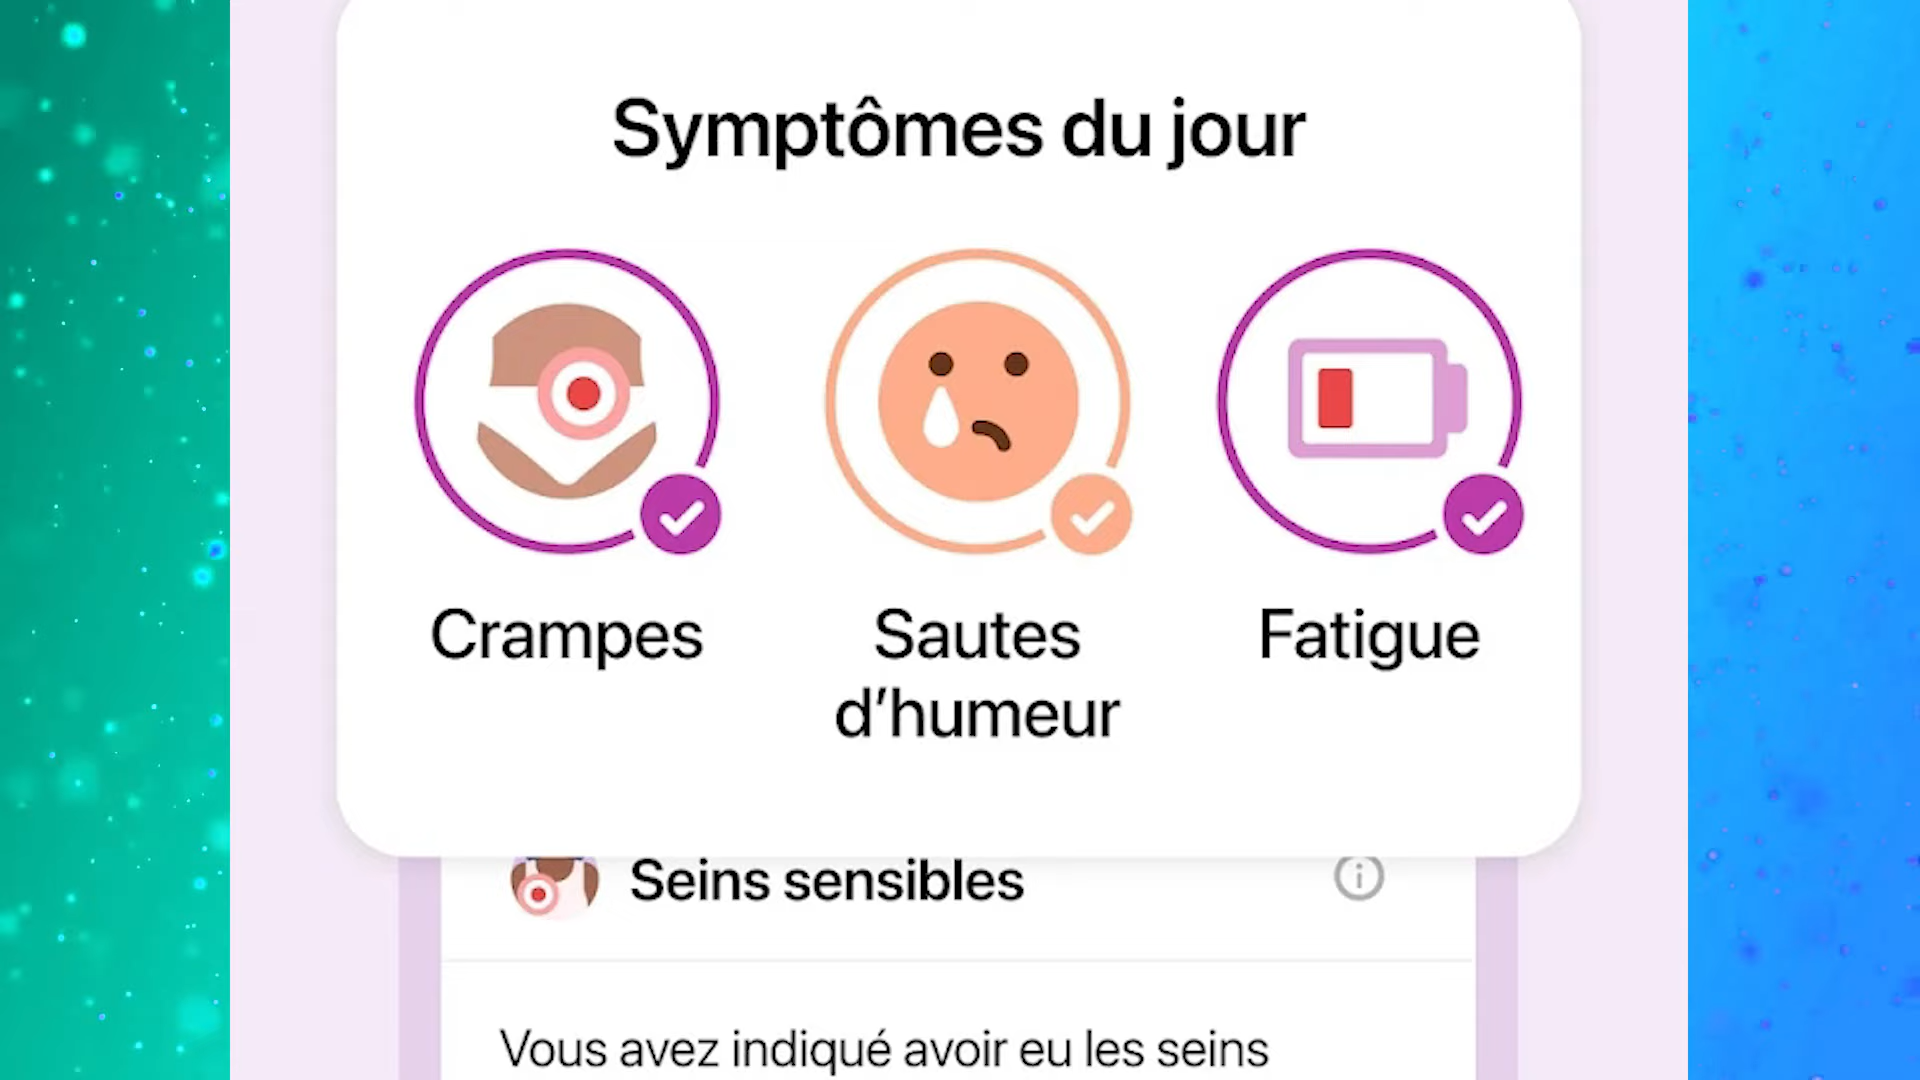 Symptômes du jour
Crampes
Sautes
d’humeur
Fatigue
Seins sensibles
Vous avez indiqué avoir eu les seins